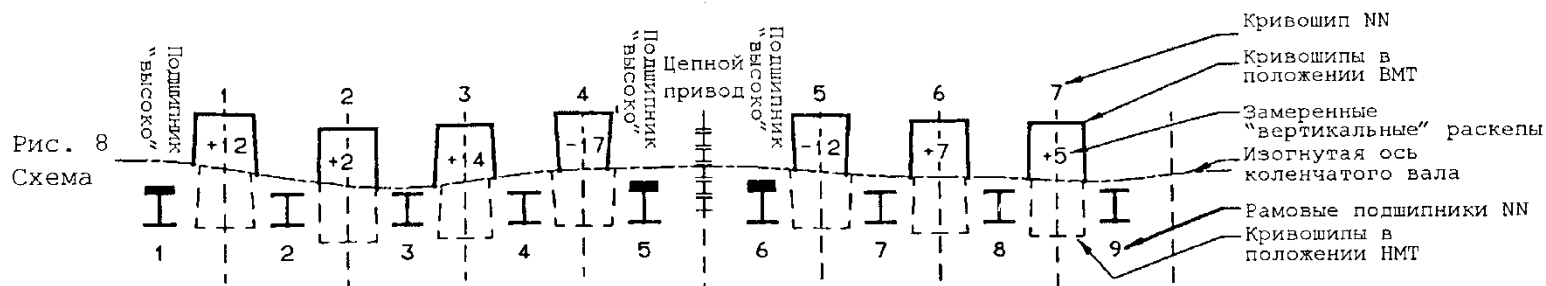 Рис. 8
Схема
Подшипник
"высоко"
1
2
3
4
Подшипник
"высоко"
Цепной
привод
Подшипник
"высоко"
5
6
7
+12
+2
+14
-17
-12
+7
+5
1
2
3
4
5
6
7
8
9
Кривошип NN
Кривошипы в
положении ВМТ
Замеренные
"вертикальные" раскепы
Изогнутая ось
коленчатого вала
Рамовые подшипники NN
Кривошипы в
положении НМТ